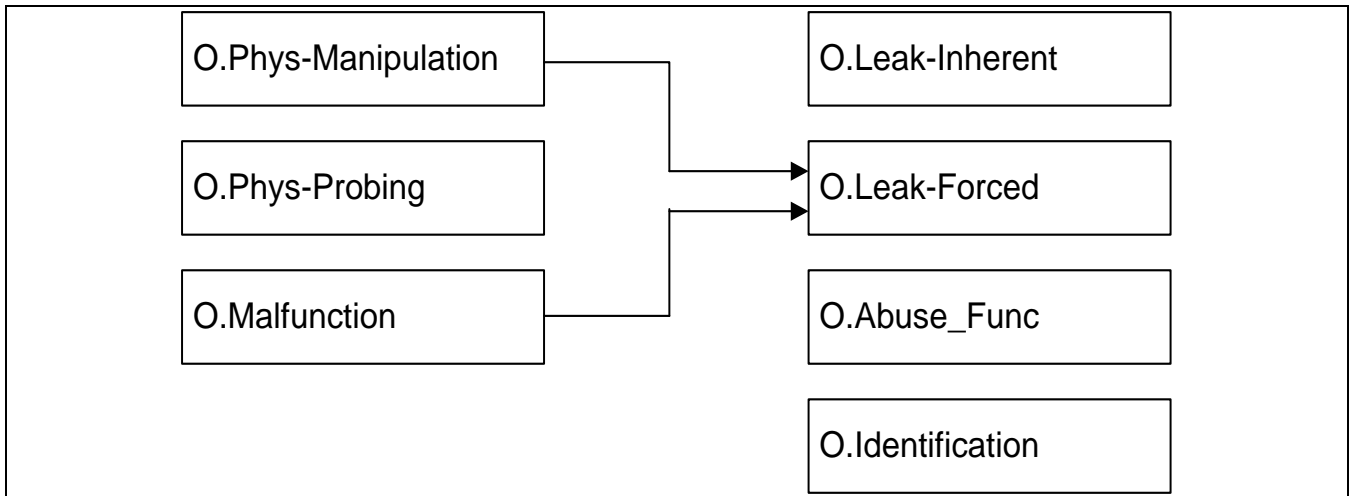 O.Phys-Manipulation
O.Leak-Inherent
O.Phys-Probing
O.Leak-Forced
O.Malfunction
O.Abuse_Func
O.Identification